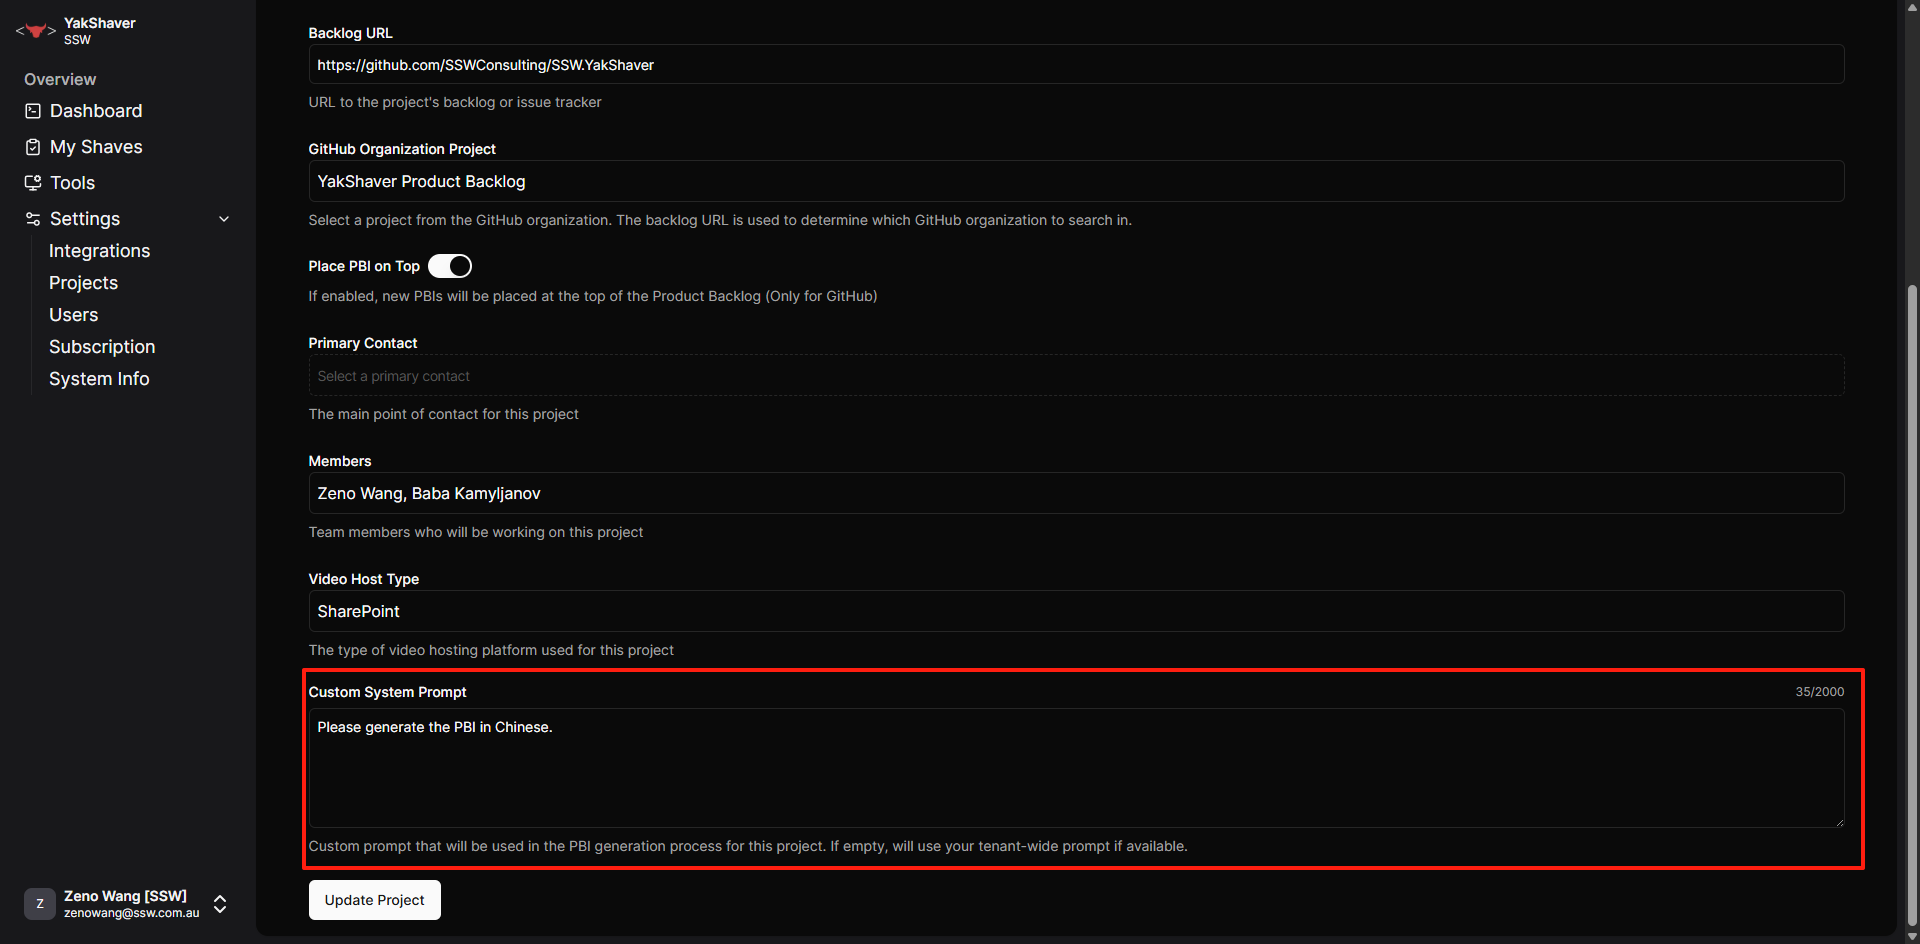 YakShaver
SSW
Overview
Dashboard
My Shaves
Tools
Settings
Integrations
Projects
Users
Subscription
System Info
Z
Zeno Wang [SSW]
zenowang@ssw.com.au
Backlog URL
https://github.com/SSWConsulting/SSW.YakShaver
URL to the project's backlog or issue tracker
GitHub Organization Project
YakShaver Product Backlog
Select a project from the GitHub organization. The backlog URL is used to determine which GitHub organization to search in.
Place PBI on Top
If enabled, new PBIs will be placed at the top of the Product Backlog (Only for GitHub)
Primary Contact
Select a primary contact
The main point of contact for this project
Members
Zeno Wang, Baba Kamyljanov
Team members who will be working on this project
Video Host Type
SharePoint
The type of video hosting platform used for this project
Custom System Prompt 35/2000
Please generate the PBI in Chinese.
Custom prompt that will be used in the PBI generation process for this project. If empty, will use your tenant-wide prompt if available.
Update Project